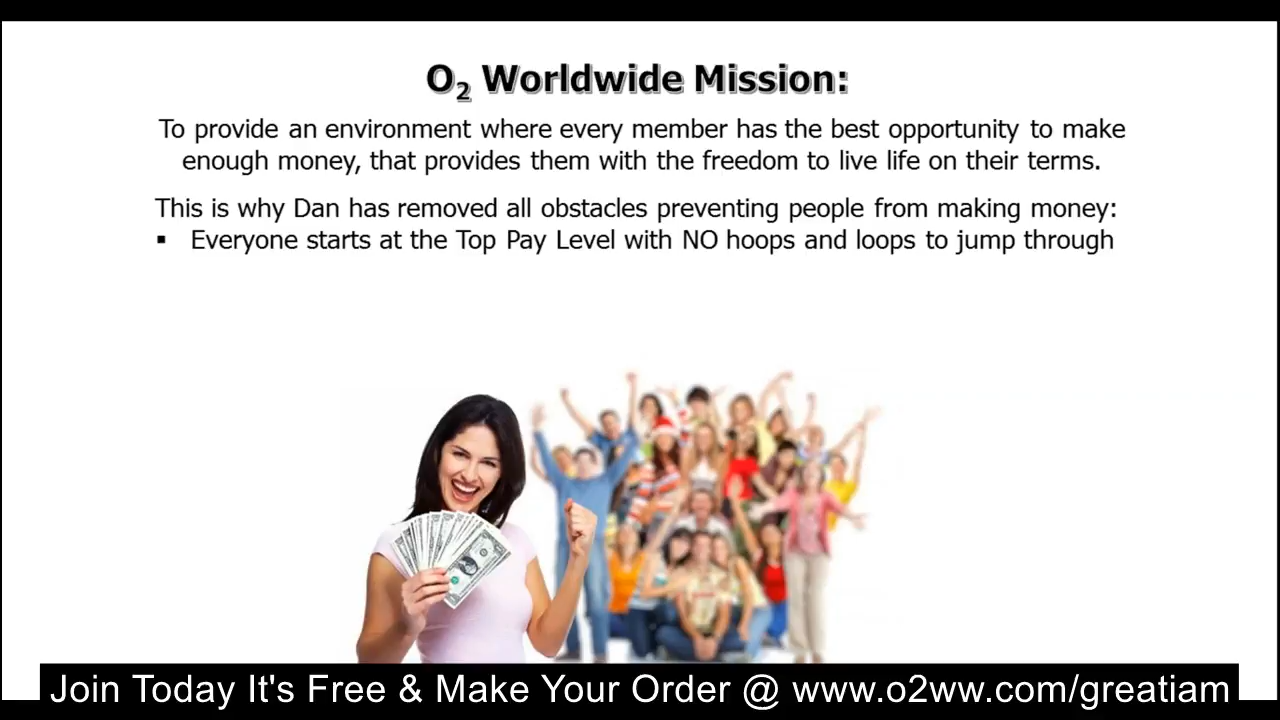 O₂ Worldwide Mission:
To provide an environment where every member has the best opportunity to make
enough money, that provides them with the freedom to live life on their terms.
This is why Dan has removed all obstacles preventing people from making money:
▪ Everyone starts at the Top Pay Level with NO hoops and loops to jump through
Join Today It's Free & Make Your Order @ www.o2ww.com/greatiam